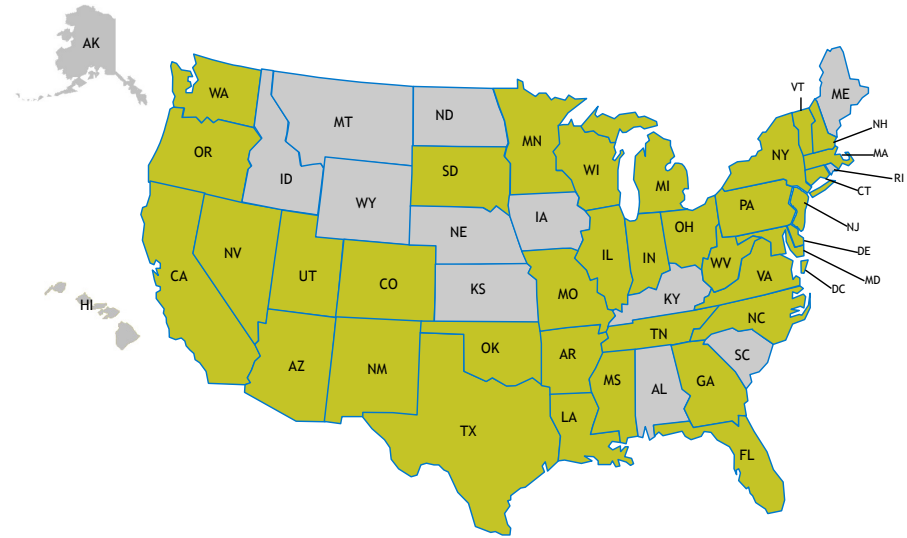 AK
WA
MT
ND
MN
VT
ME
NH
OR
ID
SD
WI
MI
NY
MA
RI
CT
WY
IA
PA
NJ
NE
NV
UT
CO
IL
IN
OH
WV
VA
DE
MD
DC
CA
KS
MO
KY
HI
NC
TN
AZ
NM
OK
AR
SC
MS
AL
GA
TX
LA
FL